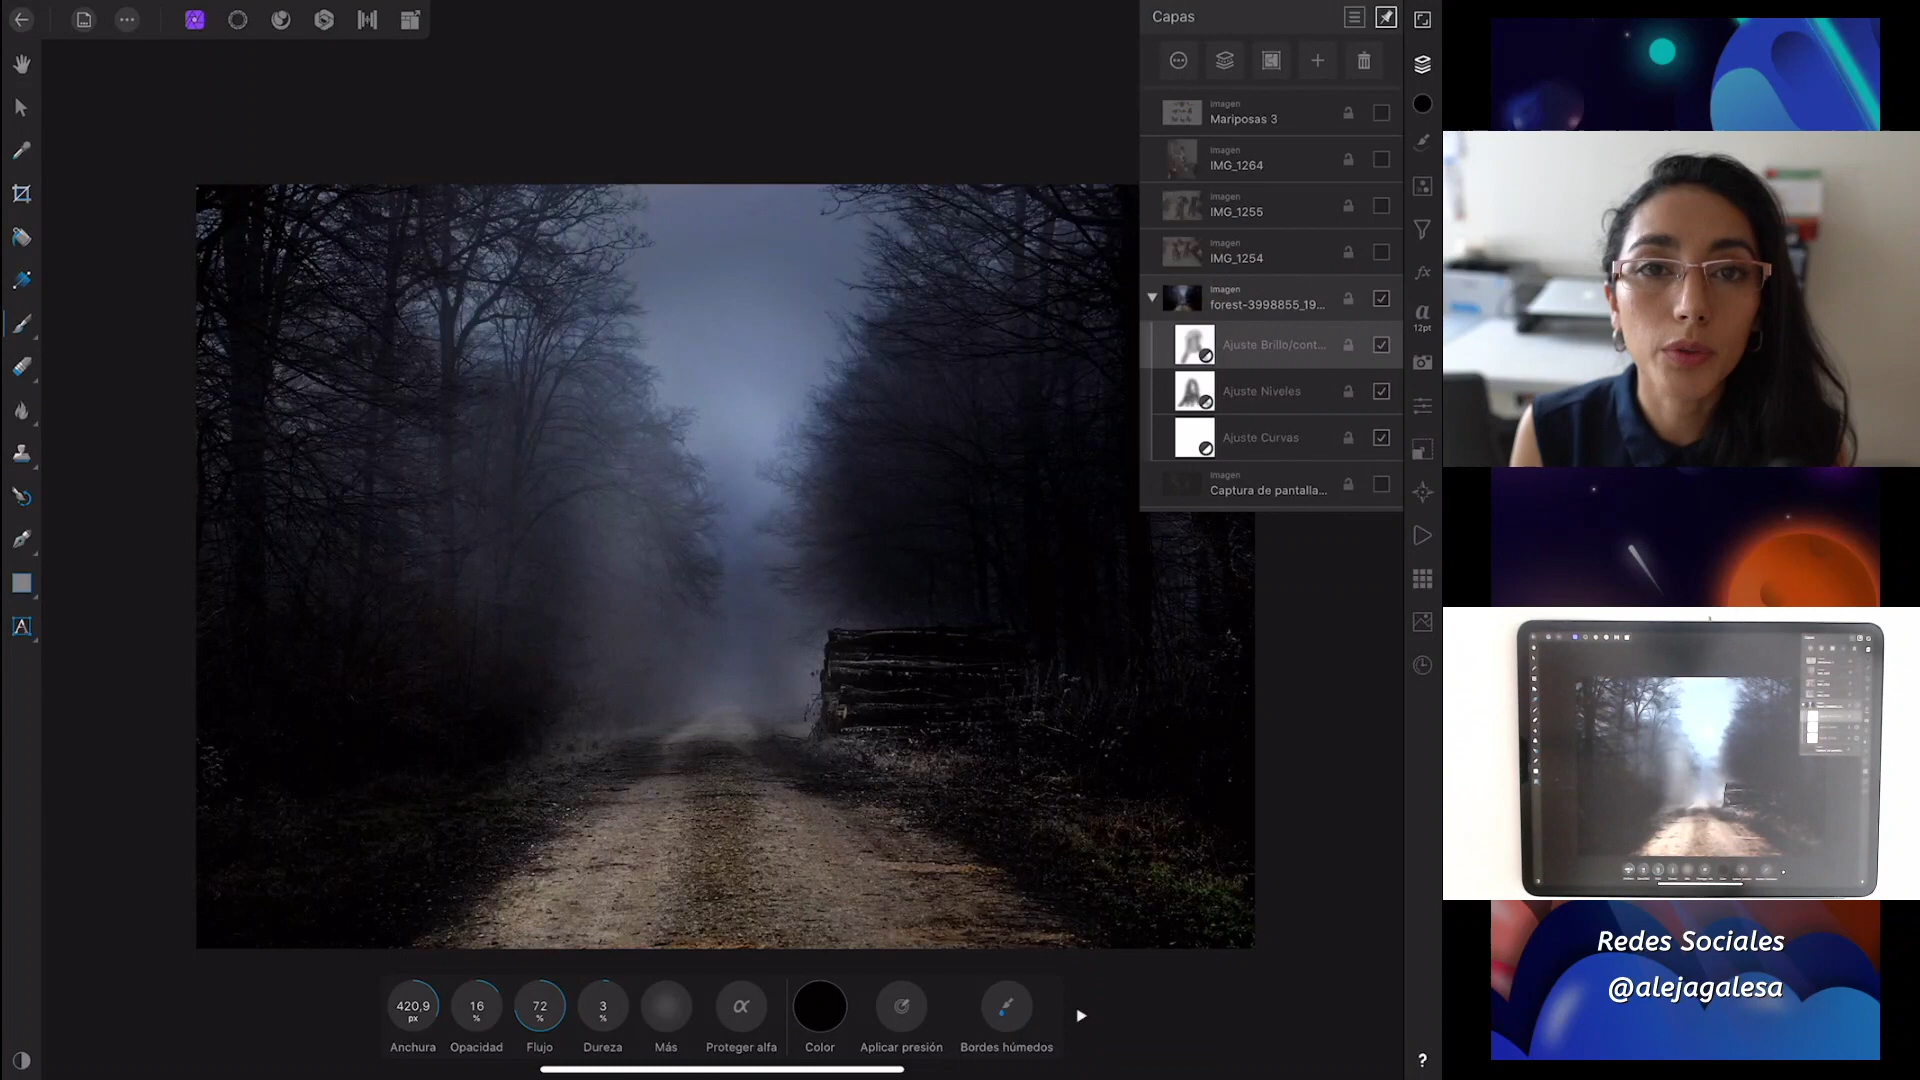 Capas
Imagen
Mariposas 3
Imagen
IMG_1264
Imagen
IMG_1255
Imagen
IMG_1254
Imagen
forest-3998855_19...
Ajuste Brillo/cont...
Ajuste Niveles
Ajuste Curvas
Imagen
Captura de pantalla...
fx
a
12pt
A
420,9
px
16
%
72
%
3
%
α
Anchura
Opacidad
Flujo
Dureza
Más
Proteger alfa
Color
Aplicar presión
Bordes húmedos
?
Redes Sociales
@alejagalesa